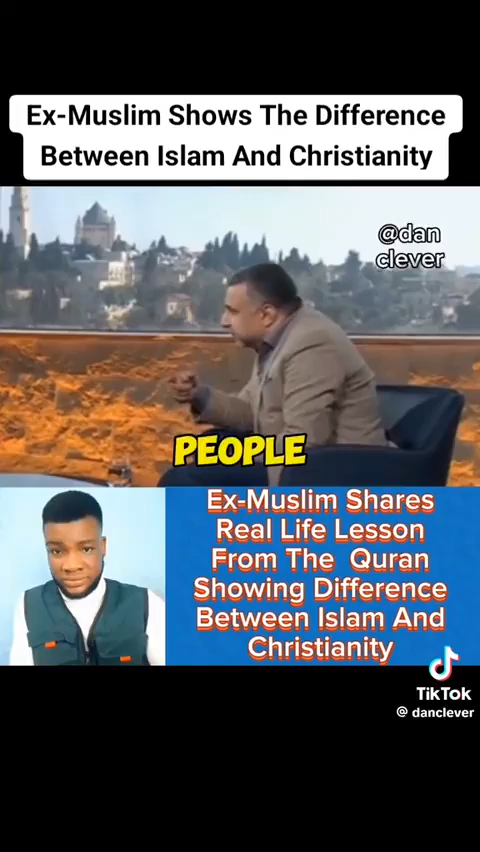 Ex-Muslim Shows The Difference
Between Islam And Christianity
@dan
clever
PEOPLE
Ex-Muslim Shares
Real Life Lesson
From The Quran
Showing Difference
Between Islam And
Christianity
TikTok
@ danclever